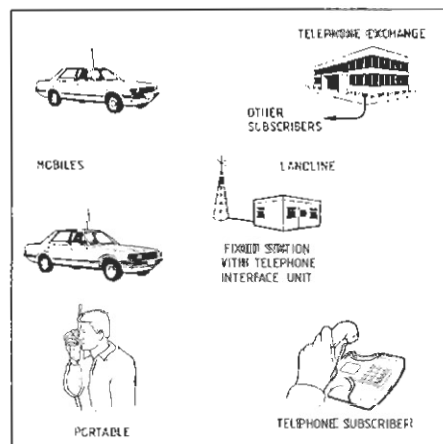 TELEPHONE EXCHANGE
OTHER
SUBSCRIBERS
MOBILES
LANDLINE
FIXED STATION
WITH TELEPHONE
INTERFACE UNIT
PORTABLE
TELEPHONE SUBSCRIBER